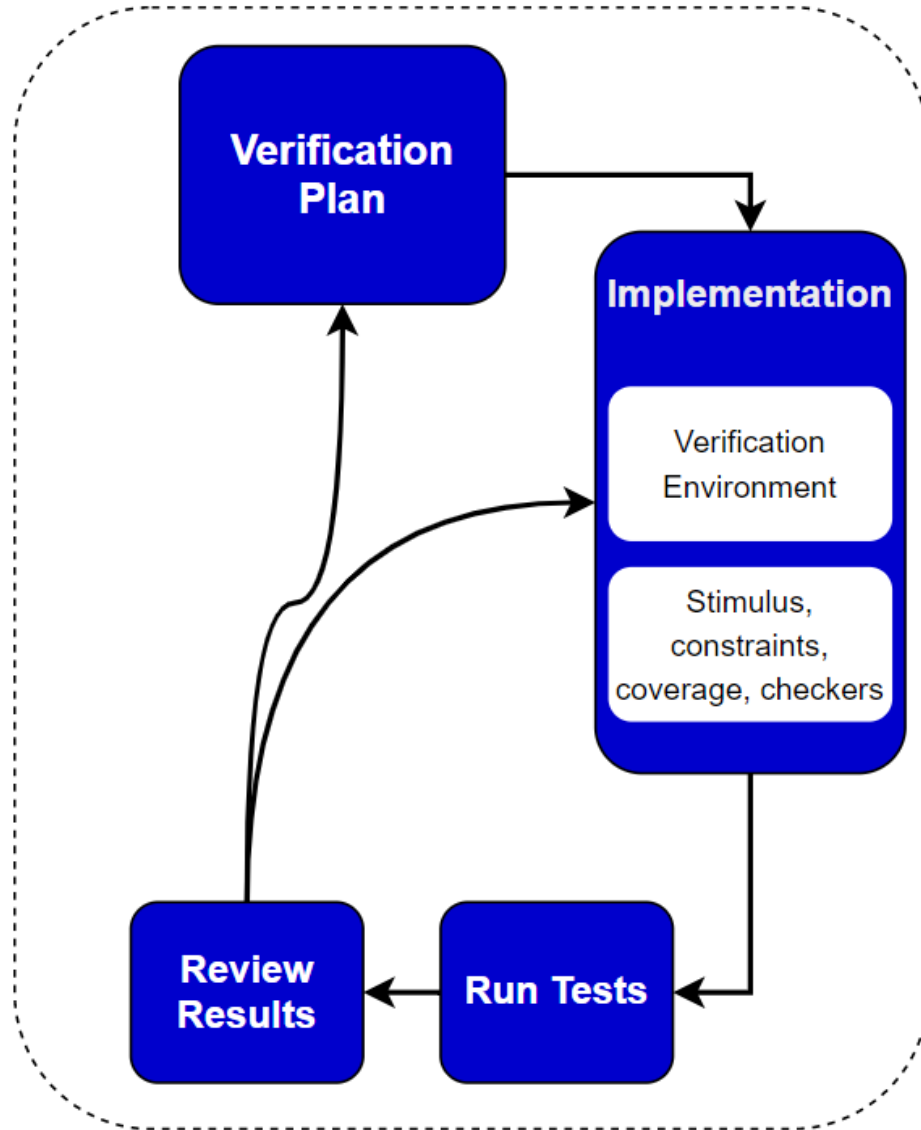 Verification
Plan
Implementation
Verification
Environment
Stimulus,
constraints,
coverage, checkers
Review
Results
Run Tests